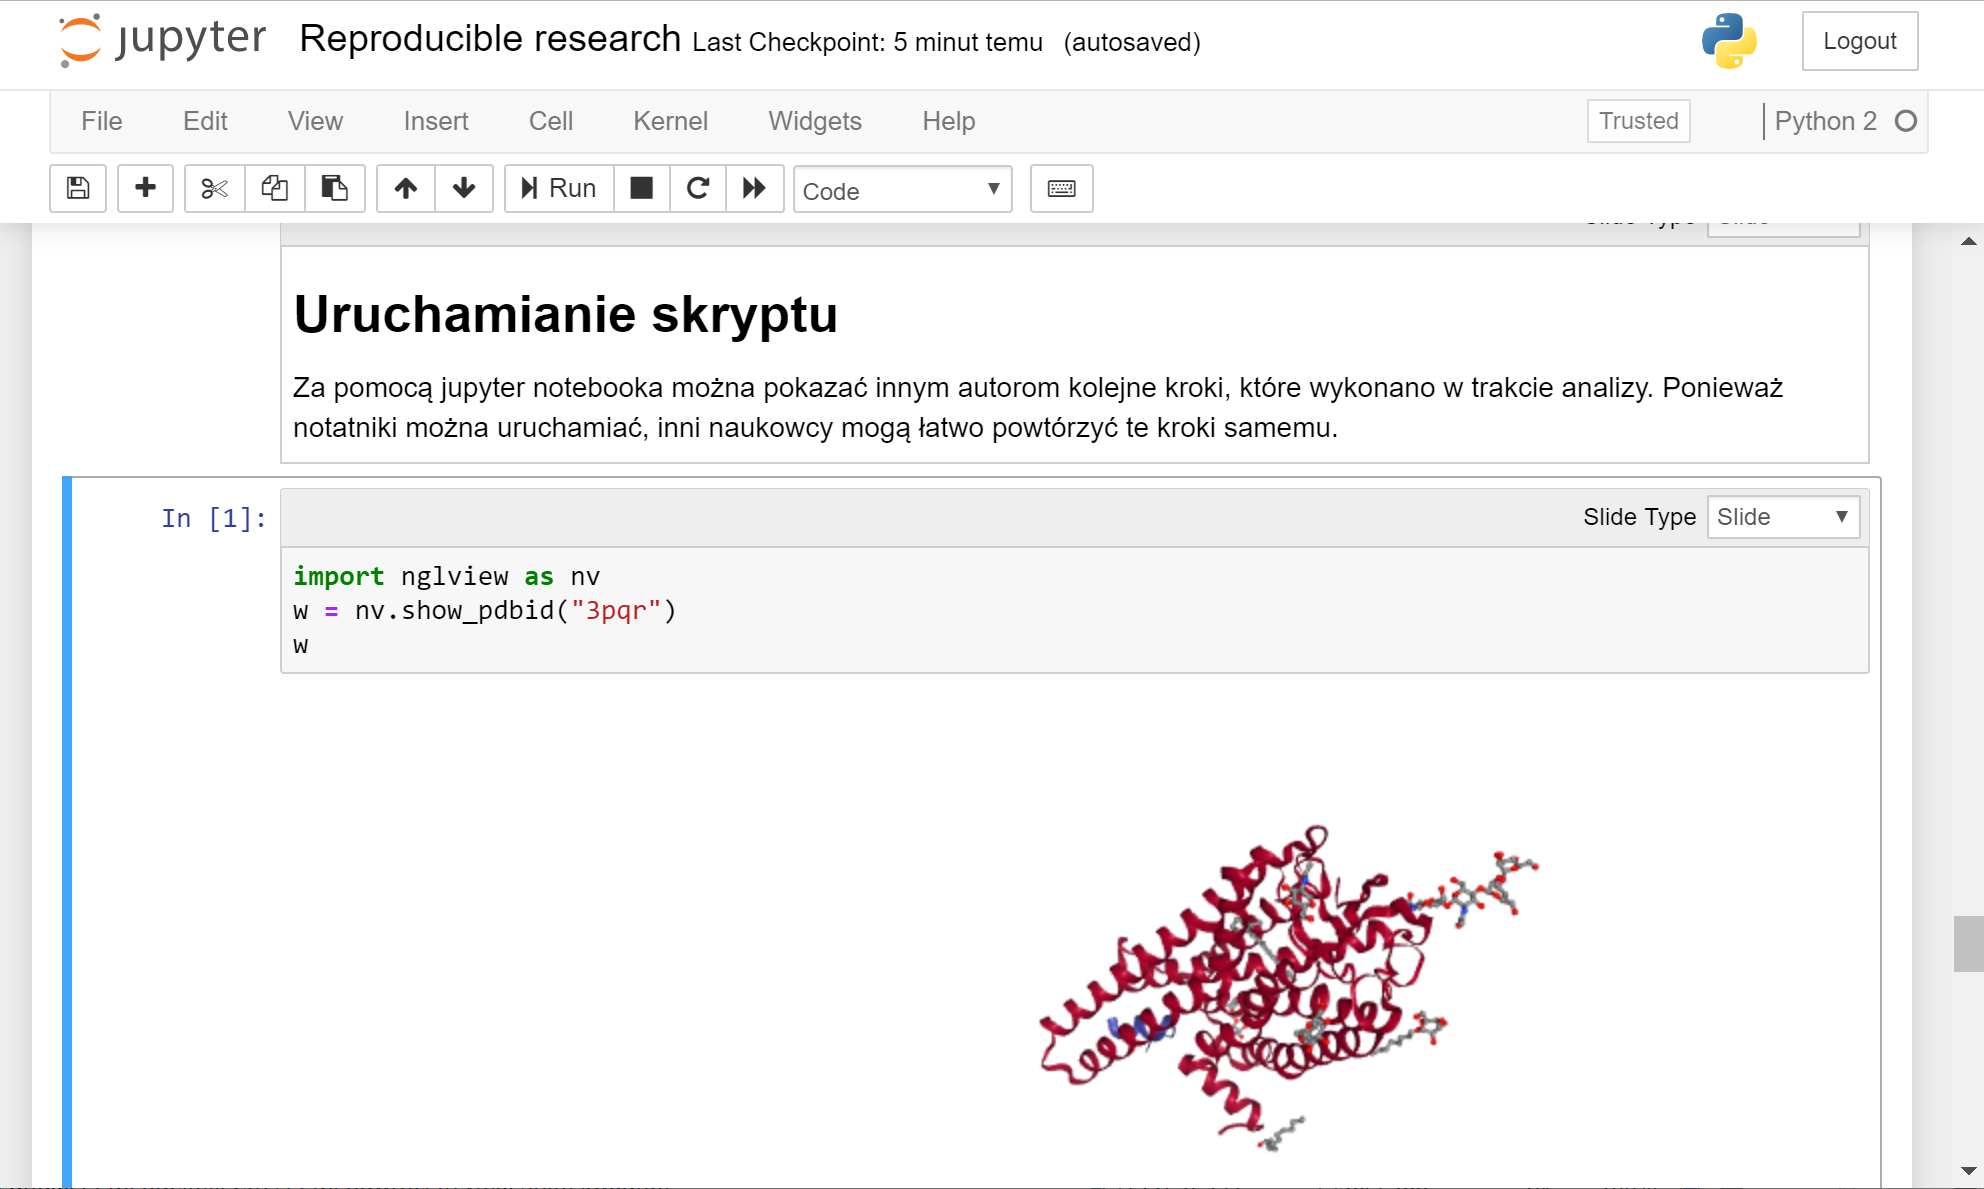 jupyter Reproducible research Last Checkpoint: 5 minut temu (autosaved) Logout
File Edit View Insert Cell Kernel Widgets Help Trusted Python 2
Run Code
Slide Type Slide
Uruchamianie skryptu
Za pomocą jupyter notebooka można pokazać innym autorom kolejne kroki, które wykonano w trakcie analizy. Ponieważ
notatniki można uruchamiać, inni naukowcy mogą łatwo powtórzyć te kroki samemu.
In [1]: Slide Type Slide
import nglview as nv
w = nv.show_pdbid("3pqr")
w